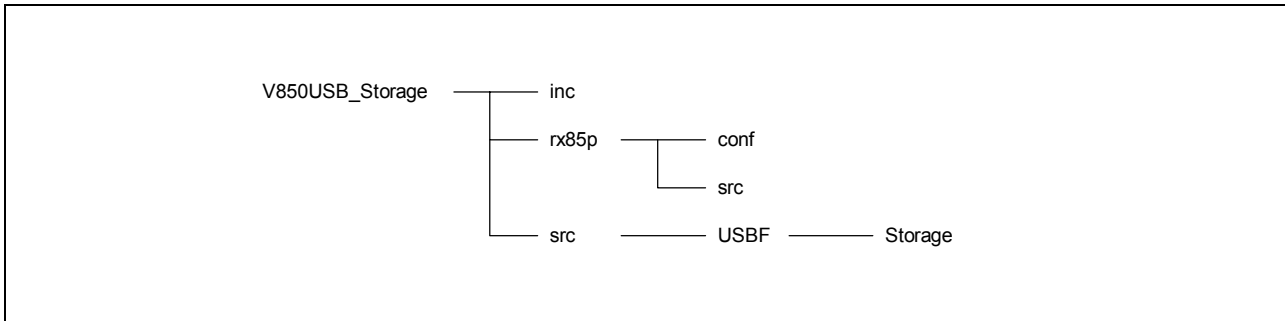 V850USB_Storage inc
rx85p conf
src
src USBF Storage